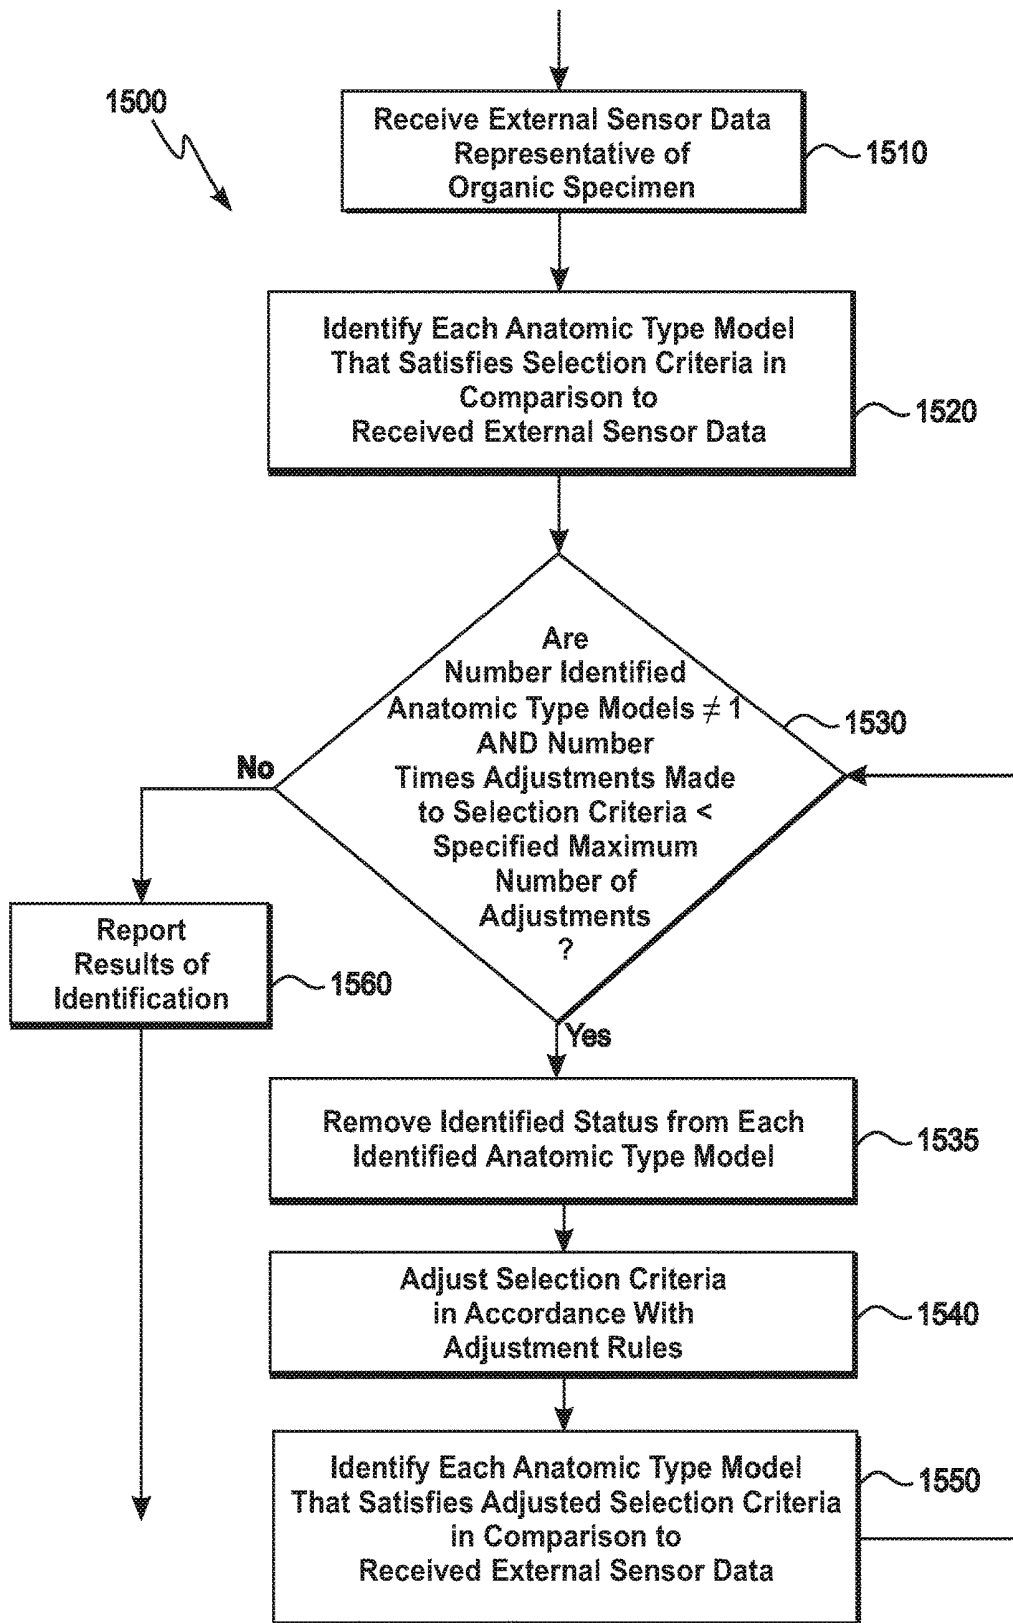 1500
Receive External Sensor Data
Representative of
Organic Specimen
1510
Identify Each Anatomic Type Model
That Satisfies Selection Criteria in
Comparison to
Received External Sensor Data
1520
Are
Number Identified
Anatomic Type Models ≠ 1
AND Number
Times Adjustments Made
to Selection Criteria <
Specified Maximum
Number of
Adjustments
?
1530
No
Report
Results of
Identification
1560
Yes
Remove Identified Status from Each
Identified Anatomic Type Model
1535
Adjust Selection Criteria
in Accordance With
Adjustment Rules
1540
Identify Each Anatomic Type Model
That Satisfies Adjusted Selection Criteria
in Comparison to
Received External Sensor Data
1550